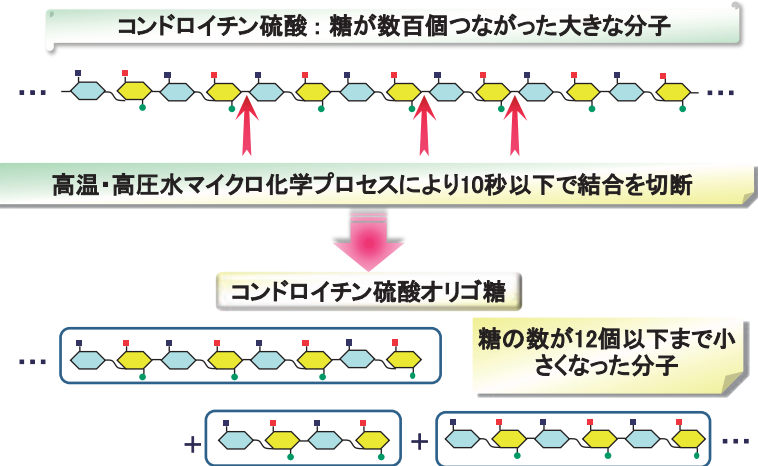 コンドロイチン硫酸：糖が数百個つながった大きな分子
…
…
高温・高圧水マイクロ化学プロセスにより10秒以下で結合を切断
コンドロイチン硫酸オリゴ糖
糖の数が12個以下まで小
さくなった分子
…
+
+
…